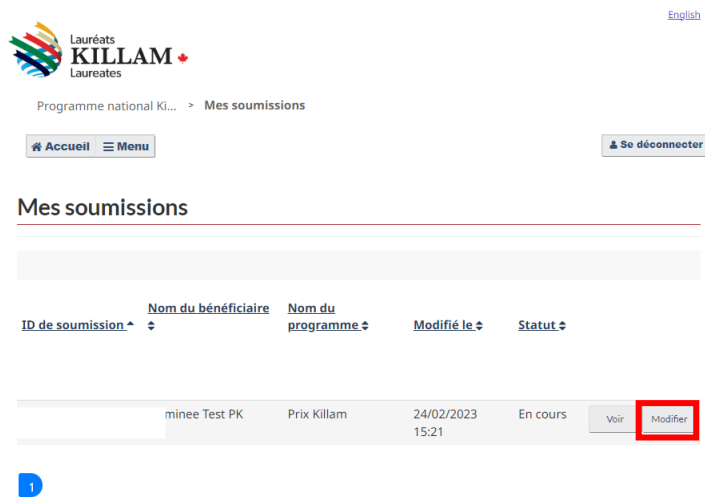 English
Lauréats
KILLAM
Laureates
Programme national Ki... > Mes soumissions
Accueil Menu
Se déconnecter
Mes soumissions
Nom du bénéficiaire Nom du
ID de soumission programme Modifié le Statut
minee Test PK Prix Killam 24/02/2023 En cours Voir Modifier
15:21
1